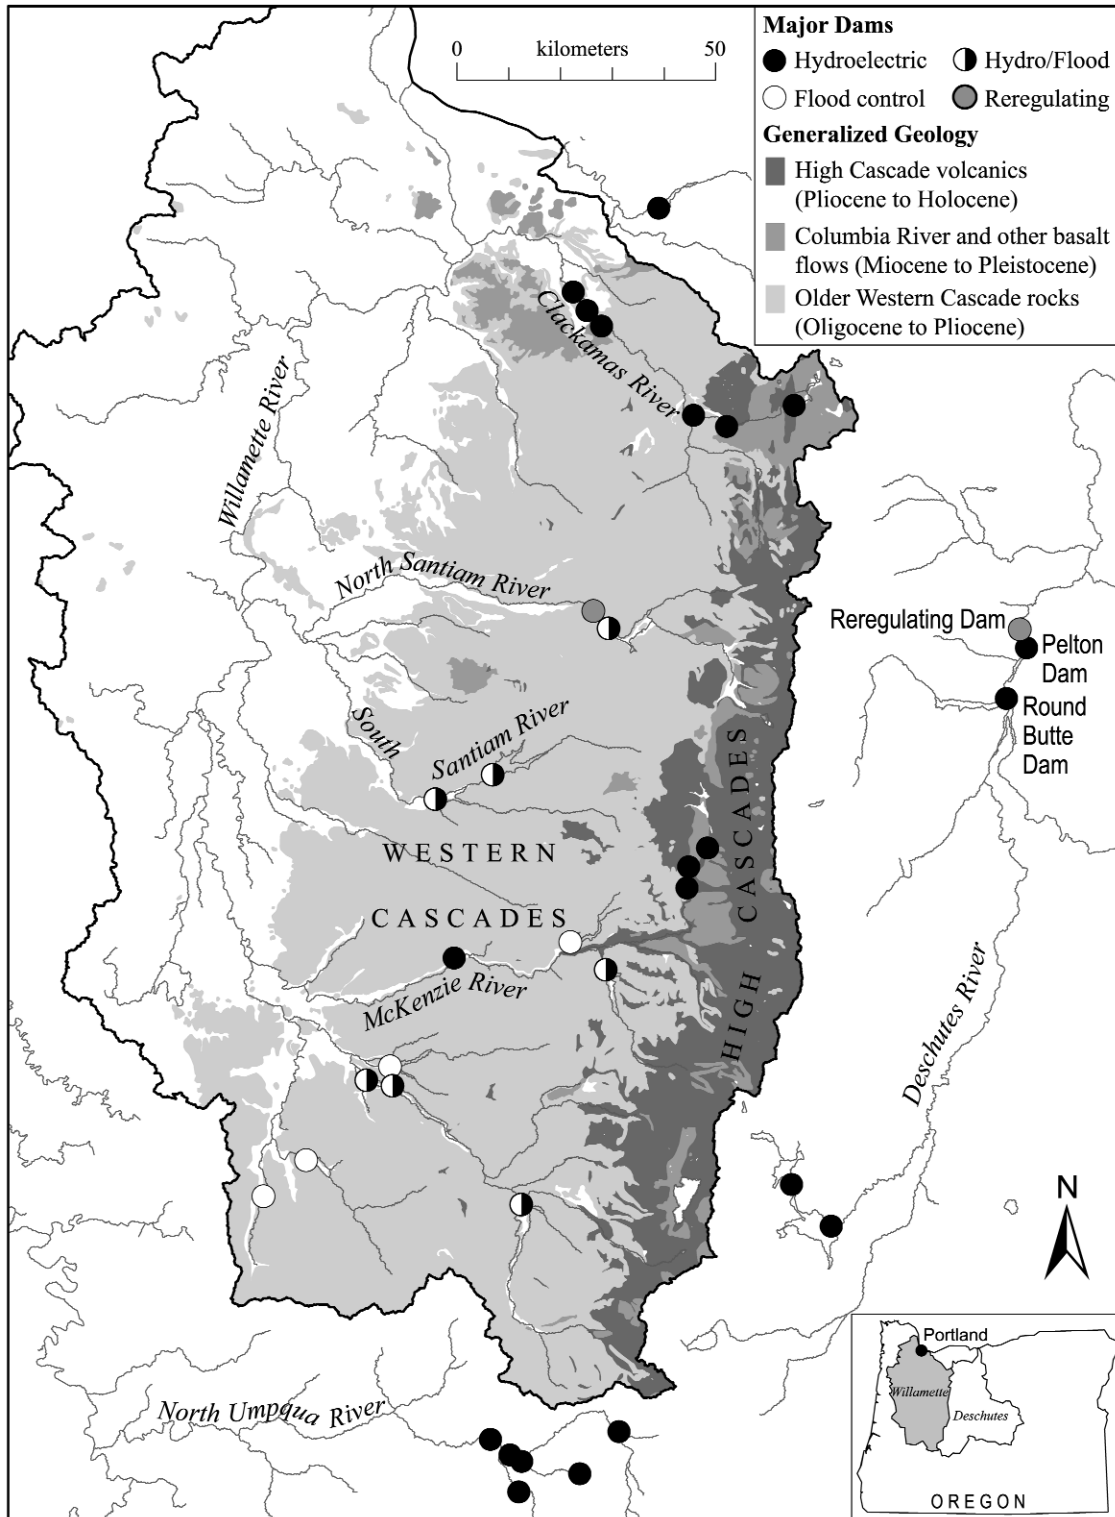 Major Dams
Hydroelectric
Hydro/Flood
Flood control
Reregulating
Generalized Geology
High Cascade volcanics
(Pliocene to Holocene)
Columbia River and other basalt
flows (Miocene to Pleistocene)
Older Western Cascade rocks
(Oligocene to Pliocene)
0 kilometers 50
Clackamas River
Willamette River
North Santiam River
Reregulating Dam
Pelton
Dam
Round
Butte
Dam
South
Santiam River
WESTERN
CASCADES
HIGH CASCADES
McKenzie River
Deschutes River
N
North Umpqua River
Portland
Willamette
Deschutes
OREGON